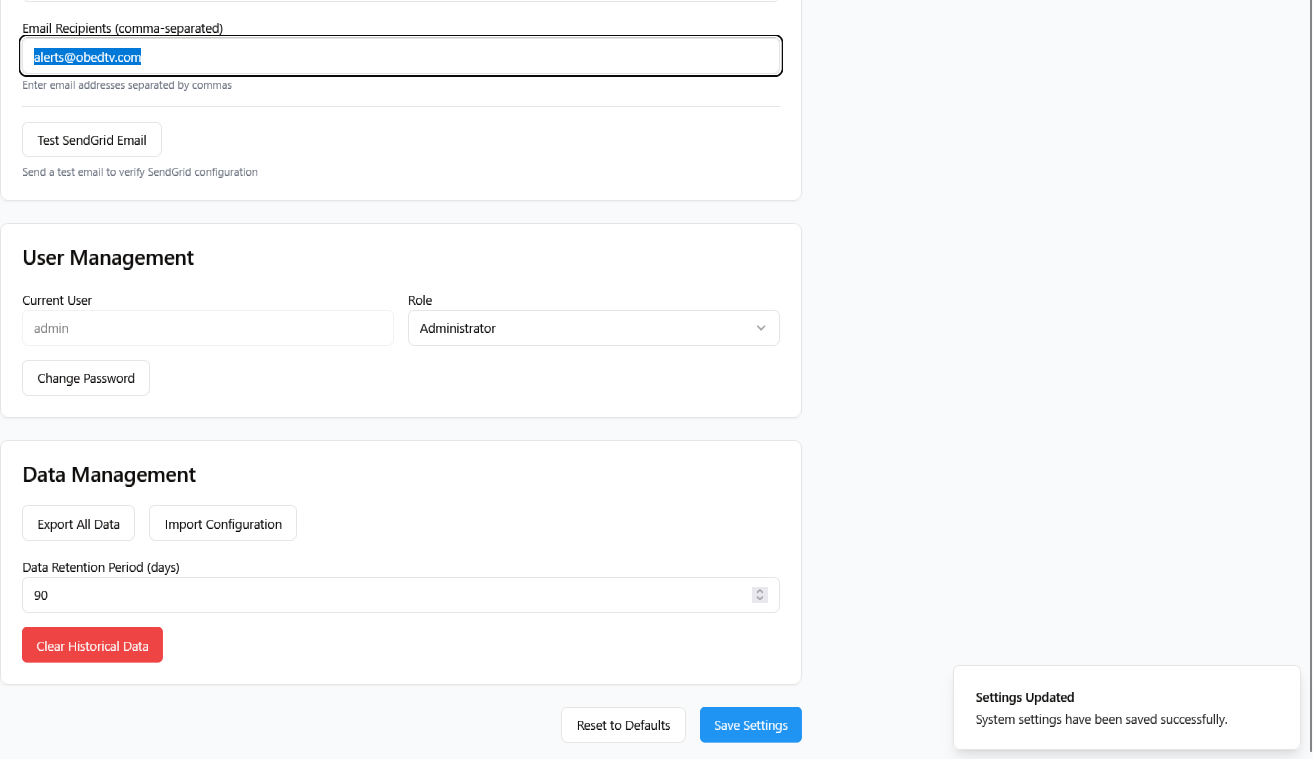 Email Recipients (comma-separated)
alerts@obedtv.com
Enter email addresses separated by commas
Test SendGrid Email
Send a test email to verify SendGrid configuration
User Management
Current User
Role
admin
Administrator
Change Password
Data Management
Export All Data
Import Configuration
Data Retention Period (days)
90
Clear Historical Data
Reset to Defaults
Save Settings
Settings Updated
System settings have been saved successfully.